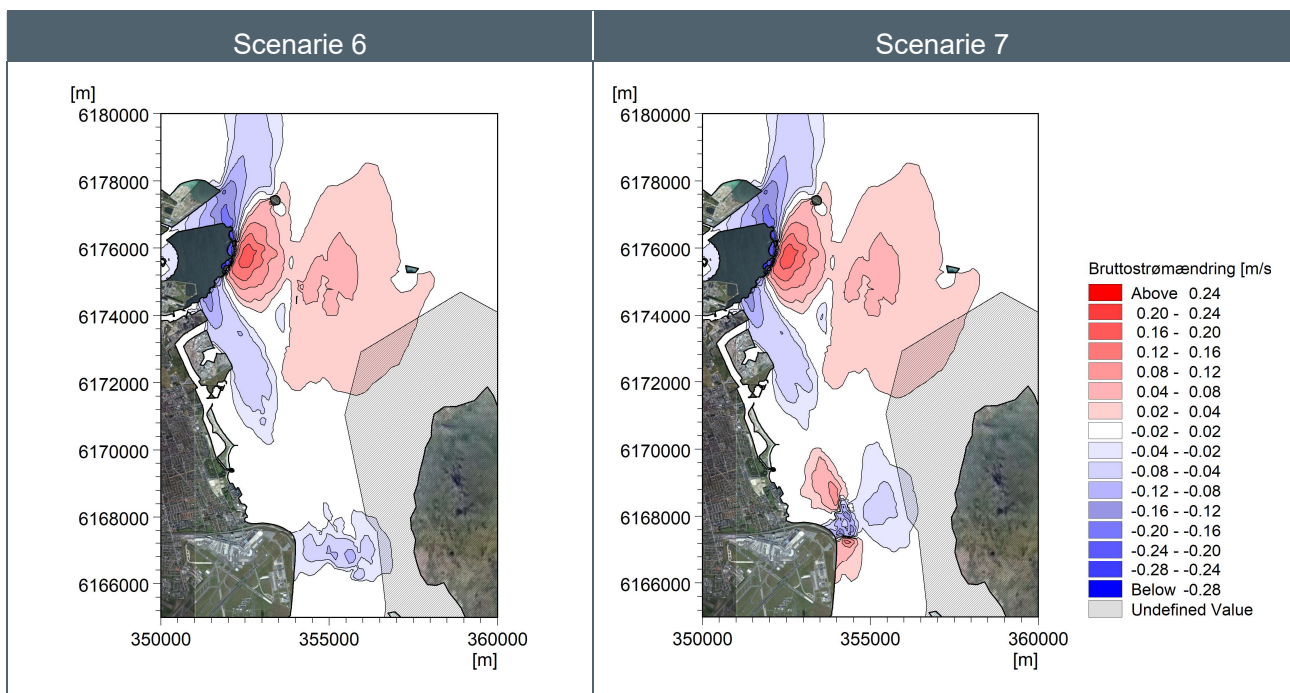 Scenarie 6
Scenarie 7
[m]
6180000
6178000
6176000
6174000
6172000
6170000
6168000
6166000
350000 355000 360000
[m]
[m]
6180000
6178000
6176000
6174000
6172000
6170000
6168000
6166000
350000 355000 360000
[m]
Bruttostrømændring [m/s
Above 0.24
0.20 - 0.24
0.16 - 0.20
0.12 - 0.16
0.08 - 0.12
0.04 - 0.08
0.02 - 0.04
-0.02 - 0.02
-0.04 - -0.02
-0.08 - -0.04
-0.12 - -0.08
-0.16 - -0.12
-0.20 - -0.16
-0.24 - -0.20
-0.28 - -0.24
Below -0.28
Undefined Value